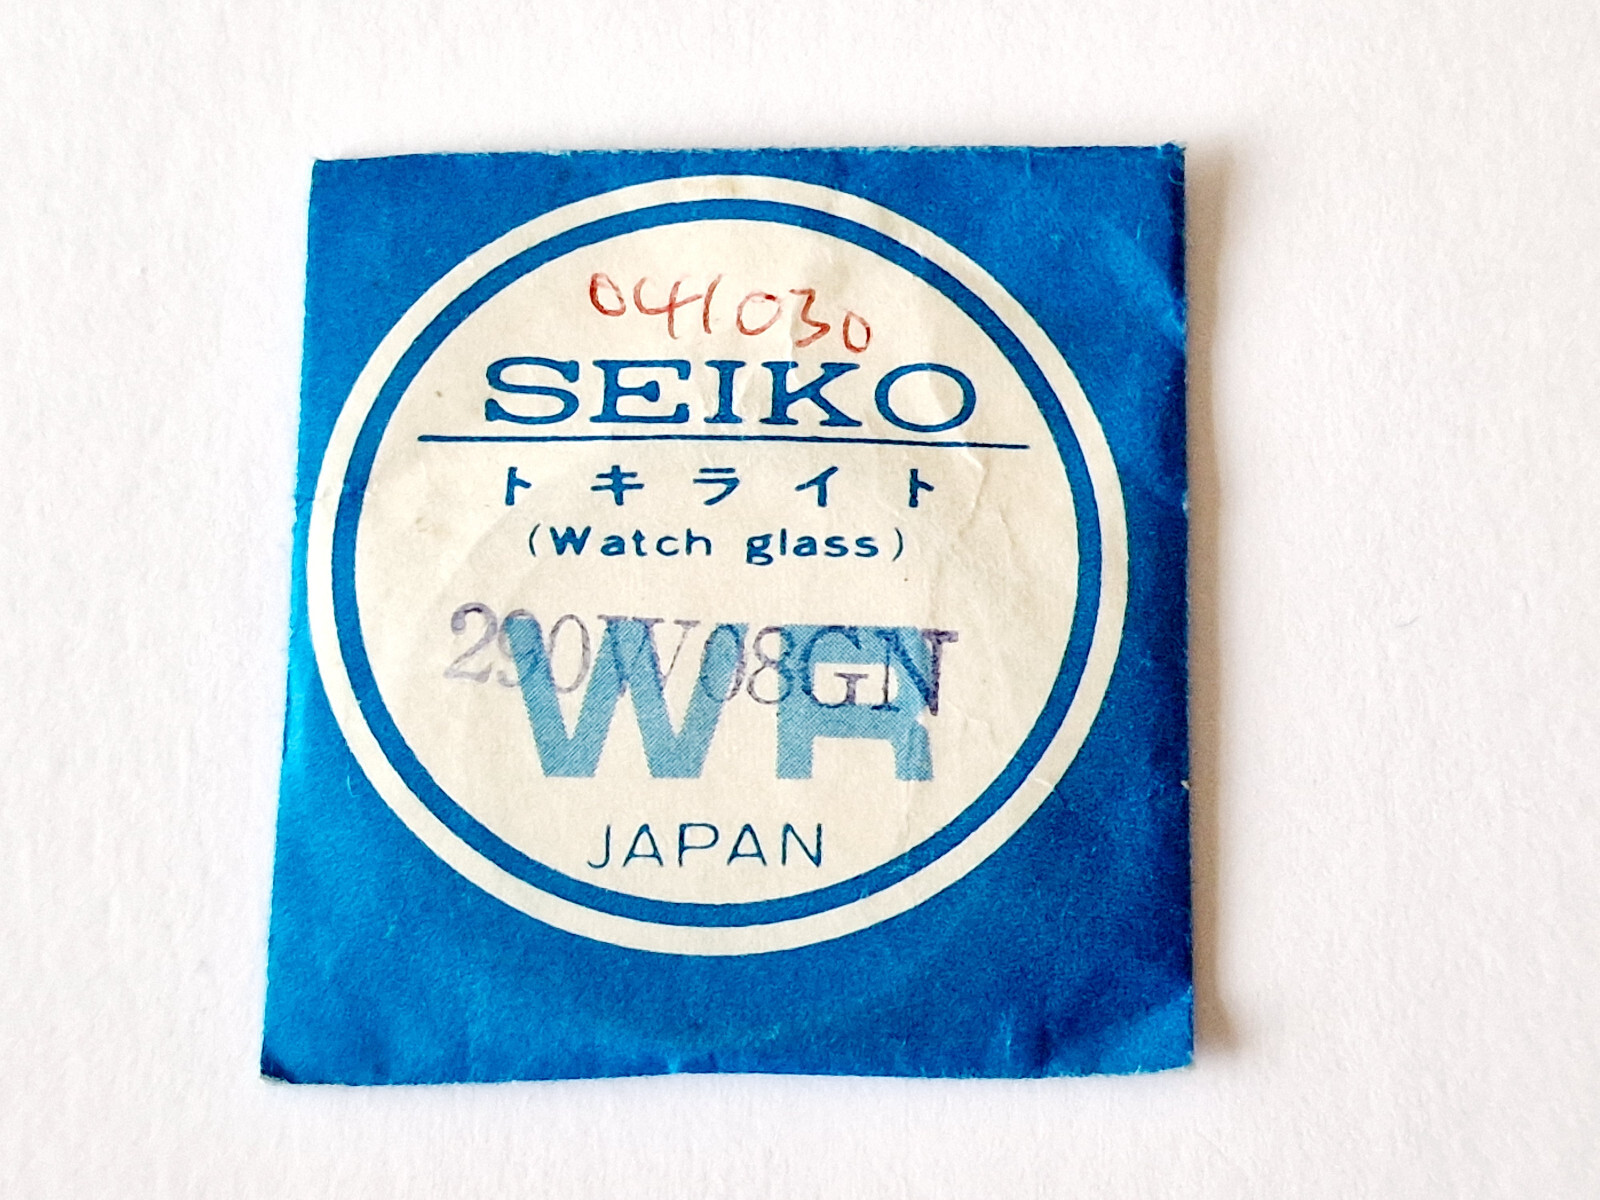 041030
SEIKO
トキライト
(Watch glass)
290W08GN
WR
JAPAN